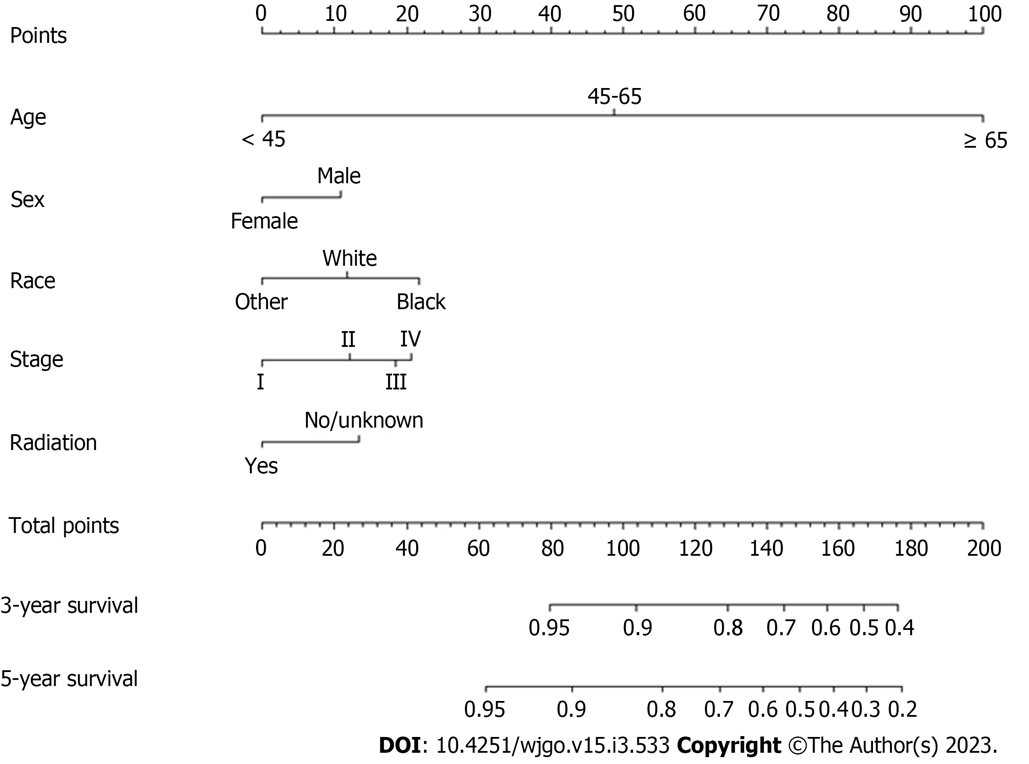 Points
0 10 20 30 40 50 60 70 80 90 100
Age
45-65
< 45 ≥ 65
Sex
Male
Female
Race
White
Other Black
Stage
II IV
I III
Radiation
No/unknown
Yes
Total points
0 20 40 60 80 100 120 140 160 180 200
3-year survival
0.95 0.9 0.8 0.7 0.6 0.5 0.4
5-year survival
0.95 0.9 0.8 0.7 0.6 0.5 0.4 0.3 0.2
DOI: 10.4251/wjgo.v15.i3.533 Copyright ©The Author(s) 2023.